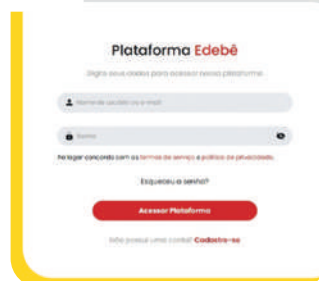 Plataforma Edebê
Digite seus dados para acessar nossa plataforma.
Nome de usuário ou e-mail
Senha
Ao logar concordo com os termos de serviço e política de privacidade.
Esqueceu a senha?
Acessar Plataforma
Não possui uma conta? Cadastre-se